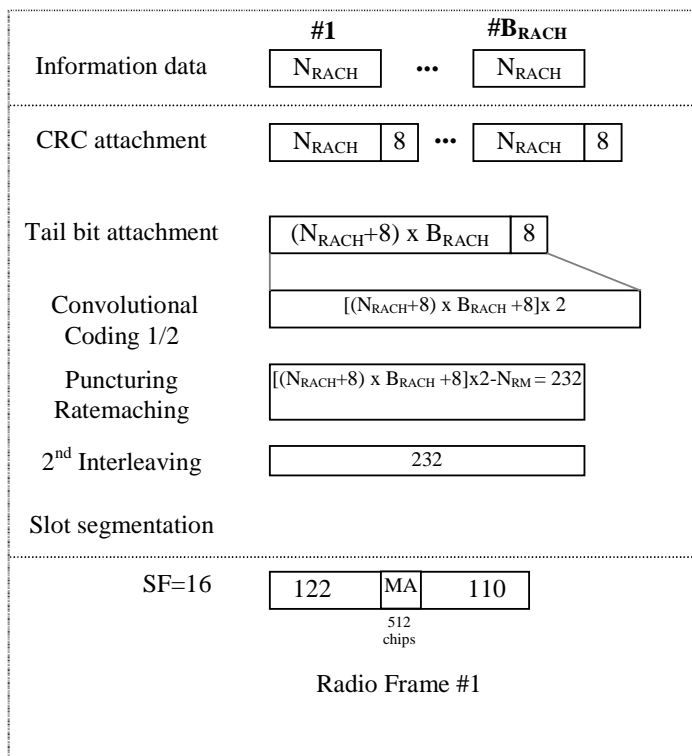 #1 #B_RACH
Information data N_RACH ••• N_RACH
CRC attachment N_RACH 8 ••• N_RACH 8
Tail bit attachment (N_RACH+8) x B_RACH 8
Convolutional
Coding 1/2
[(N_RACH+8) x B_RACH +8]x 2
Puncturing
Ratemaching
[(N_RACH+8) x B_RACH +8]x2-N_RM = 232
2nd Interleaving 232
Slot segmentation
SF=16 122 MA 110
512
chips
Radio Frame #1